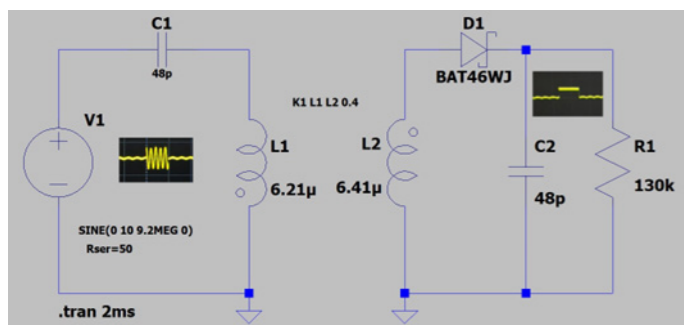 C1
48p
D1
BAT46WJ
K1 L1 L2 0.4
V1
L1
6.21µ
L2
6.41µ
C2
48p
R1
130k
SINE(0 10 9.2MEG 0)
Rser=50
.tran 2ms